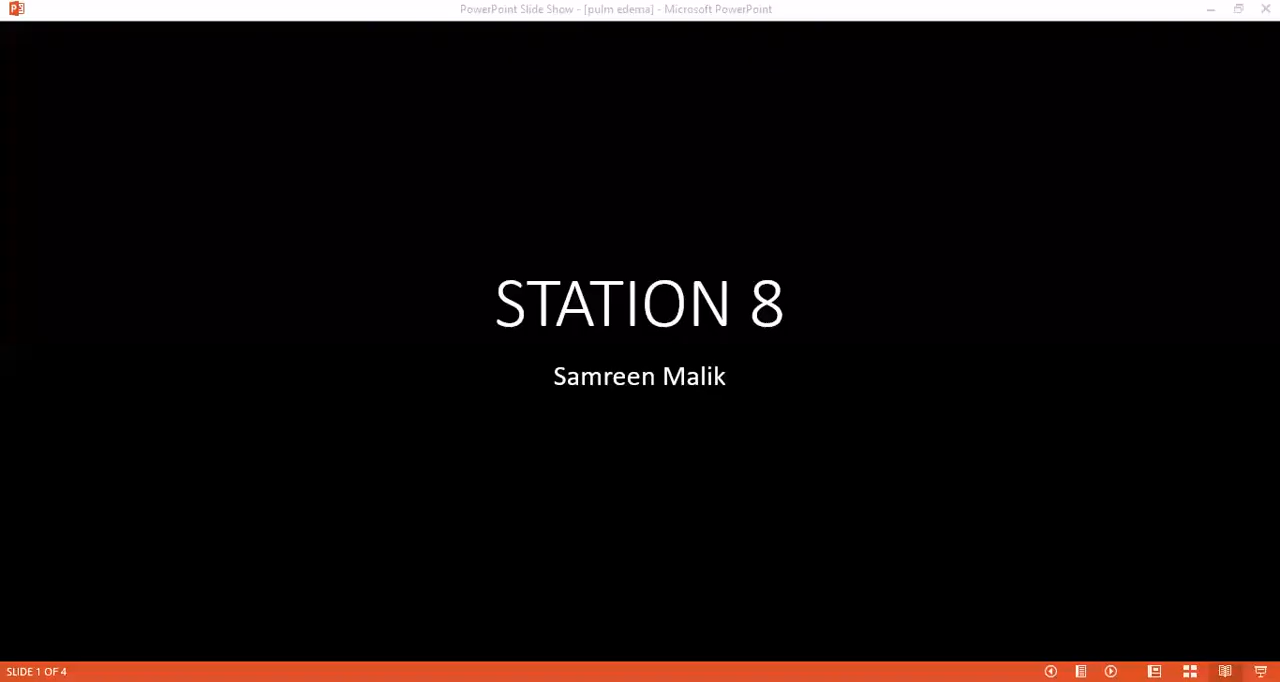 PowerPoint Slide Show - [pulm edema] - Microsoft PowerPoint
STATION 8
Samreen Malik
SLIDE 1 OF 4